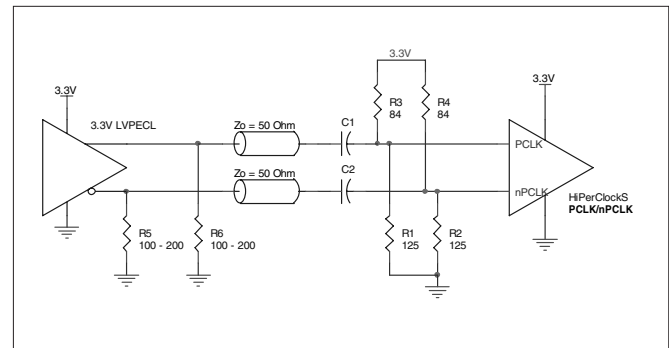 3.3V
3.3V LVPECL
R5
100 - 200
R6
100 - 200
Zo = 50 Ohm
Zo = 50 Ohm
C1
C2
3.3V
R3
84
R4
84
R1
125
R2
125
3.3V
PCLK
nPCLK
HiPerClockS
PCLK/nPCLK